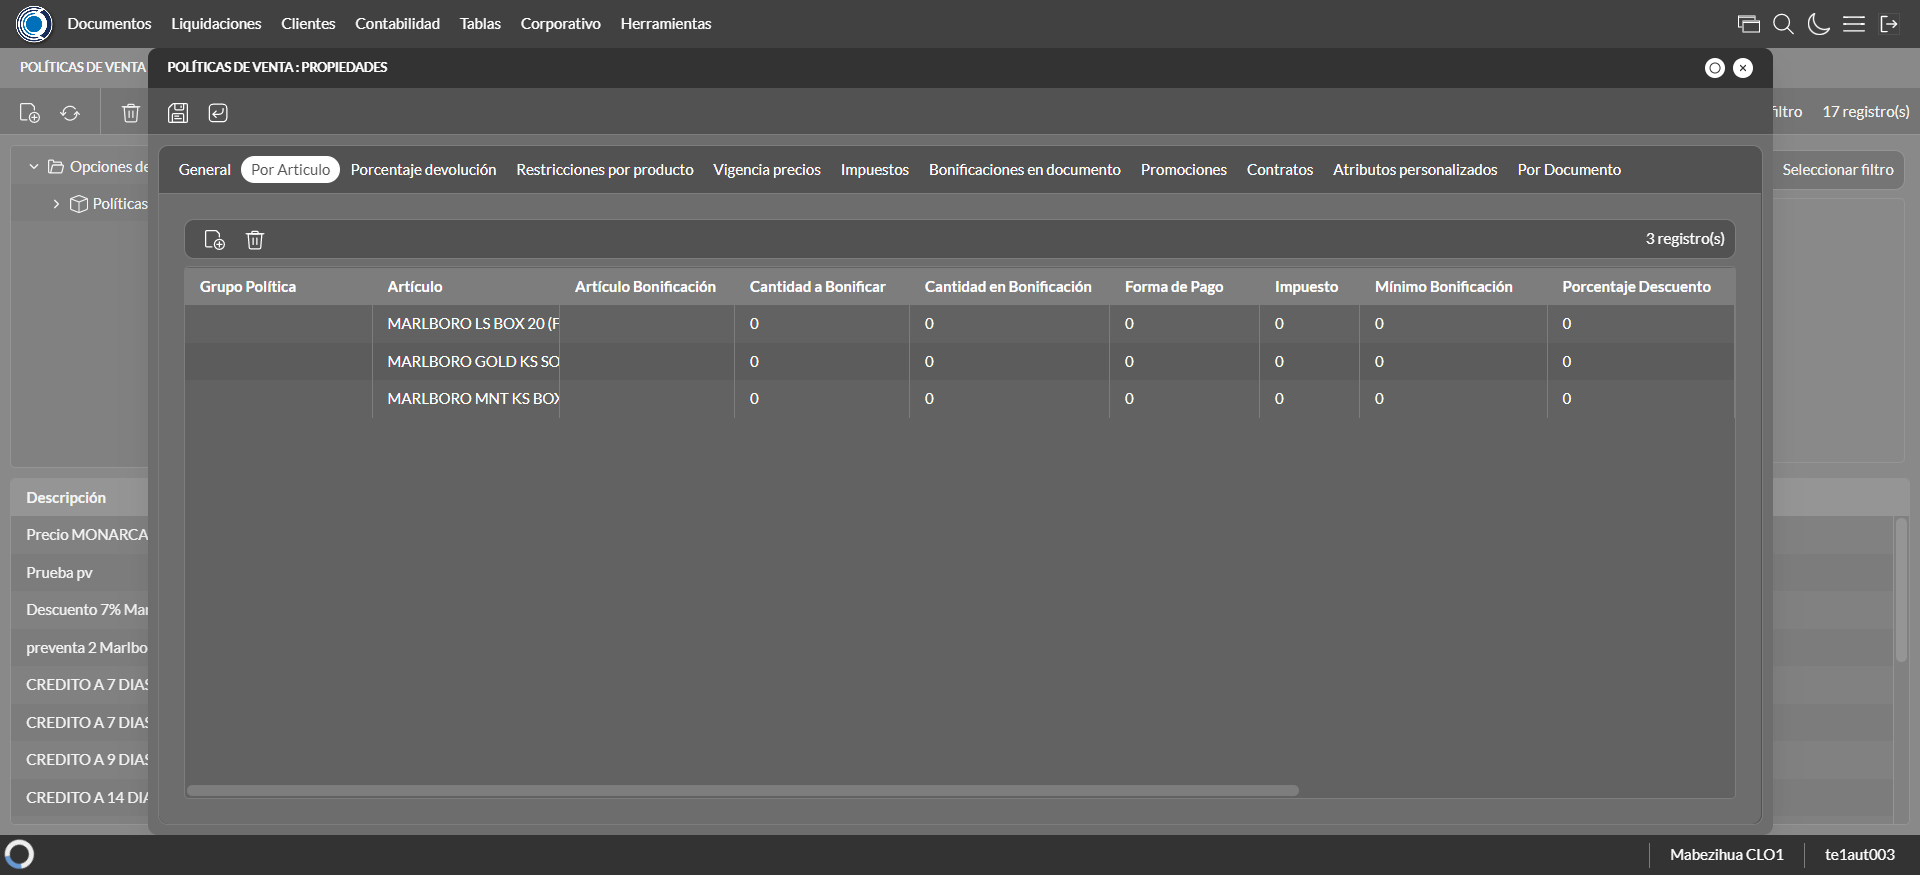 Documentos Liquidaciones Clientes Contabilidad Tablas Corporativo Herramientas
POLÍTICAS DE VENTA
POLÍTICAS DE VENTA : PROPIEDADES
filtro 17 registro(s)
Opciones de
Políticas
Seleccionar filtro
General Por Articulo Porcentaje devolución Restricciones por producto Vigencia precios Impuestos Bonificaciones en documento Promociones Contratos Atributos personalizados Por Documento
3 registro(s)
Grupo Política Artículo Artículo Bonificación Cantidad a Bonificar Cantidad en Bonificación Forma de Pago Impuesto Mínimo Bonificación Porcentaje Descuento
MARLBORO LS BOX 20 (F 0 0 0 0 0 0
MARLBORO GOLD KS SO 0 0 0 0 0 0
MARLBORO MNT KS BOX 0 0 0 0 0 0
Descripción
Precio MONARCA
Prueba pv
Descuento 7% Mar
preventa 2 Marlbo
CREDITO A 7 DIAS
CREDITO A 7 DIAS
CREDITO A 9 DIAS
CREDITO A 14 DIA
Mabezihua CLO1 te1aut003